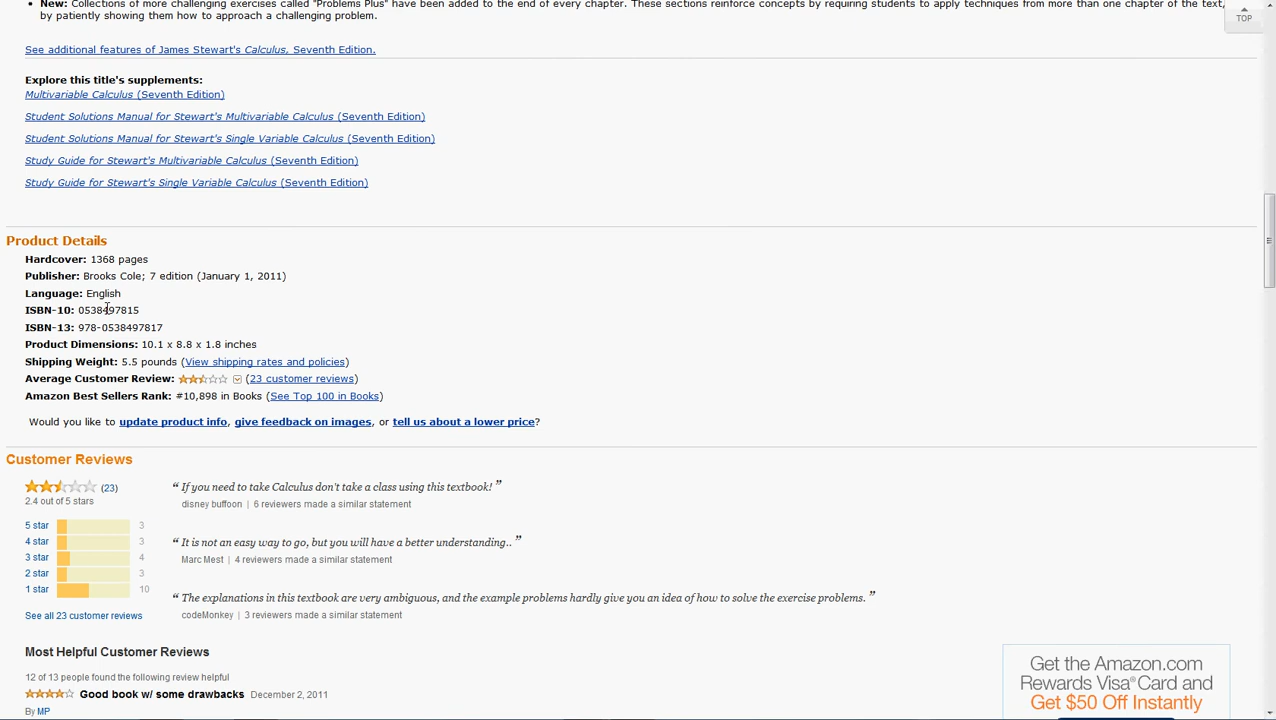 New: Collections of more challenging exercises called "Problems Plus" have been added to the end of every chapter. These sections reinforce concepts by requiring students to apply techniques from more than one chapter of the text,
by patiently showing them how to approach a challenging problem.
TOP
See additional features of James Stewart's Calculus, Seventh Edition.
Explore this title's supplements:
Multivariable Calculus (Seventh Edition)
Student Solutions Manual for Stewart's Multivariable Calculus (Seventh Edition)
Student Solutions Manual for Stewart's Single Variable Calculus (Seventh Edition)
Study Guide for Stewart's Multivariable Calculus (Seventh Edition)
Study Guide for Stewart's Single Variable Calculus (Seventh Edition)
Product Details
Hardcover: 1368 pages
Publisher: Brooks Cole; 7 edition (January 1, 2011)
Language: English
ISBN-10: 0538497815
ISBN-13: 978-0538497817
Product Dimensions: 10.1 x 8.8 x 1.8 inches
Shipping Weight: 5.5 pounds (View shipping rates and policies)
Average Customer Review: (23 customer reviews)
Amazon Best Sellers Rank: #10,898 in Books (See Top 100 in Books)
Would you like to update product info, give feedback on images, or tell us about a lower price?
Customer Reviews
(23)
2.4 out of 5 stars
5 star 3
4 star 3
3 star 4
2 star 3
1 star 10
See all 23 customer reviews
“ If you need to take Calculus don't take a class using this textbook! ”
disney buffoon | 6 reviewers made a similar statement
“ It is not an easy way to go, but you will have a better understanding.. ”
Marc Mest | 4 reviewers made a similar statement
“ The explanations in this textbook are very ambiguous, and the example problems hardly give you an idea of how to solve the exercise problems. ”
codeMonkey | 3 reviewers made a similar statement
Most Helpful Customer Reviews
12 of 13 people found the following review helpful
Good book w/ some drawbacks December 2, 2011
By MP
Get the Amazon.com
Rewards Visa® Card and
Get $50 Off Instantly